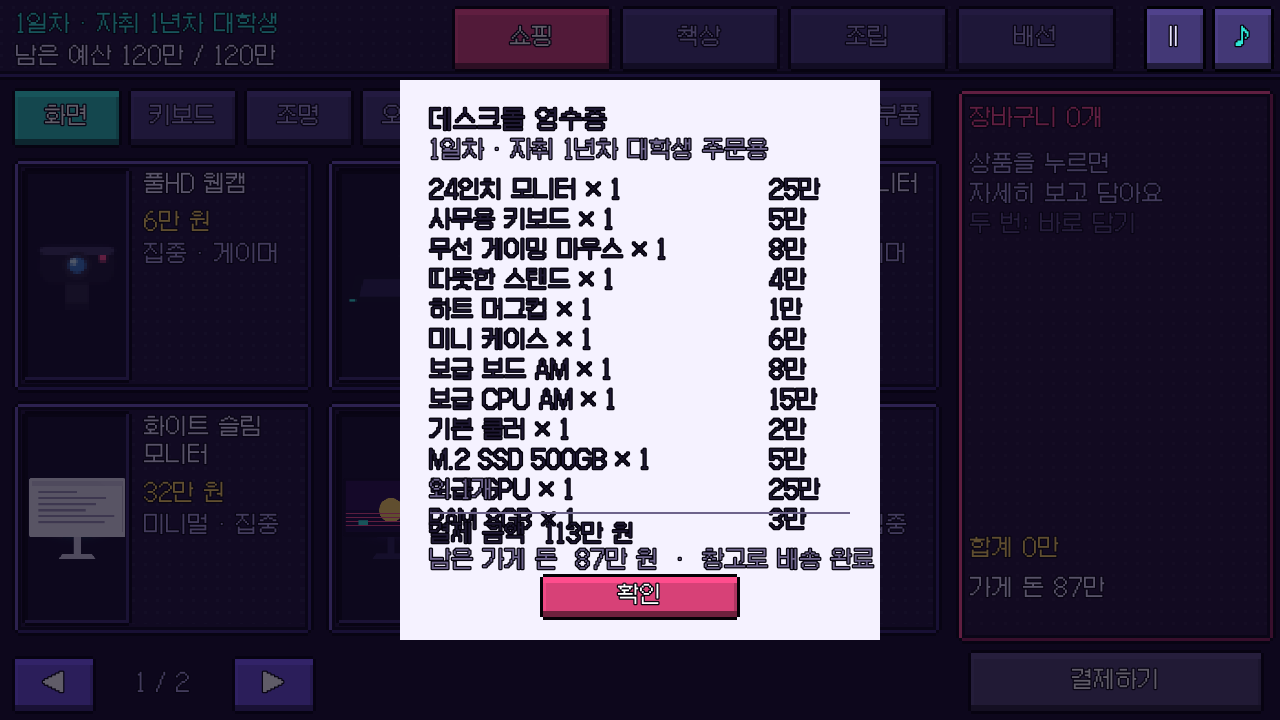 1일차 · 자취 1년차 대학생
남은 예산 120만 / 120만
쇼핑
책상
조립
배선
화면
키보드
조명
부품
풀HD 웹캠
6만 원
집중 · 게이머
화이트 슬림
모니터
32만 원
미니멀 · 집중
데스크룸 영수증
1일차 · 자취 1년차 대학생 주문용
24인치 모니터 × 1 25만
사무용 키보드 × 1 5만
무선 게이밍 마우스 × 1 8만
따뜻한 스탠드 × 1 4만
하트 머그컵 × 1 1만
미니 케이스 × 1 6만
보급 보드 AM × 1 8만
보급 CPU AM × 1 15만
기본 쿨러 × 1 2만
M.2 SSD 500GB × 1 5만
GPU × 1 25만
RAM 8GB × 1 3만
결제 금액 113만 원
남은 가게 돈 87만 원 · 창고로 배송 완료
확인
장바구니 0개
상품을 누르면
자세히 보고 담아요
두 번: 바로 담기
합계 0만
가게 돈 87만
1 / 2
결제하기